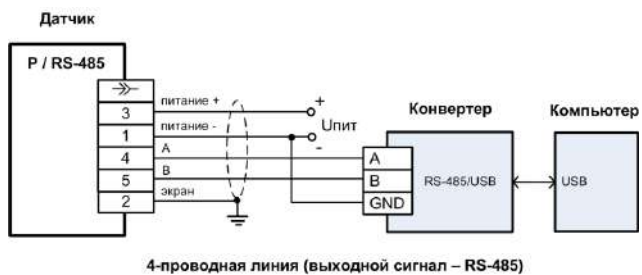 Датчик
P / RS-485
3
питание +
1
питание -
4
A
5
B
2
экран
+
Uпит
-
Конвертер
A
B
GND
RS-485/USB
Компьютер
USB
4-проводная линия (выходной сигнал – RS-485)